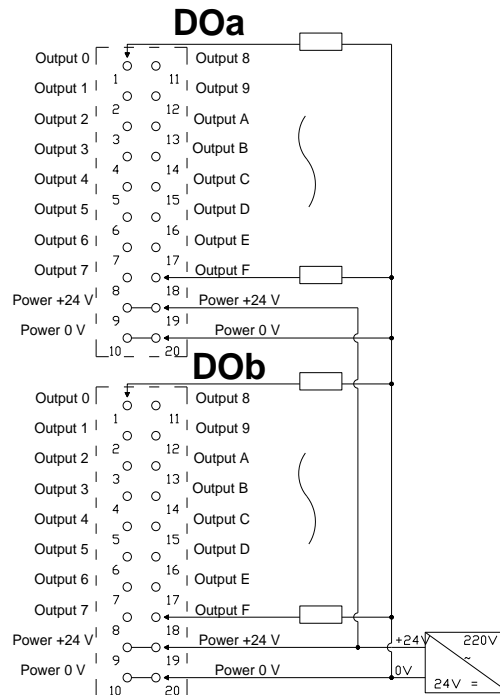 DOa
Output 0 Output 8
1 11
Output 1 Output 9
2 12
Output 2 Output A
3 13
Output 3 Output B
4 14
Output 4 Output C
5 15
Output 5 Output D
6 16
Output 6 Output E
7 17
Output 7 Output F
8 18
Power +24 V Power +24 V
9 19
Power 0 V Power 0 V
10 20
DOb
Output 0 Output 8
1 11
Output 1 Output 9
2 12
Output 2 Output A
3 13
Output 3 Output B
4 14
Output 4 Output C
5 15
Output 5 Output D
6 16
Output 6 Output E
7 17
Output 7 Output F
8 18
Power +24 V Power +24 V +24V 220V
~
9 19
Power 0 V Power 0 V 0V
24V =
10 20